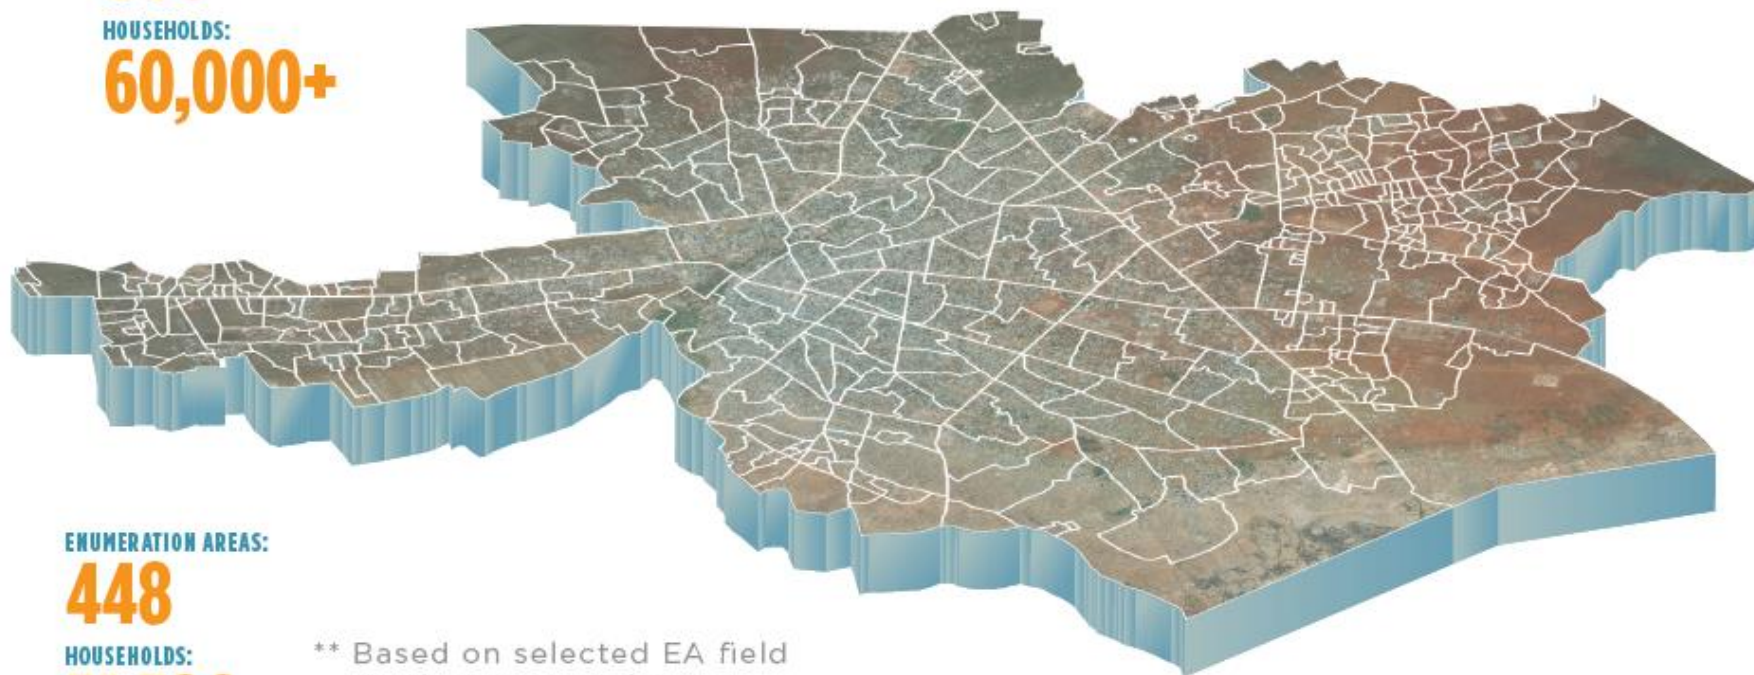 HOUSEHOLDS:
60,000+
ENUMERATION AREAS:
448
HOUSEHOLDS:
** Based on selected EA field